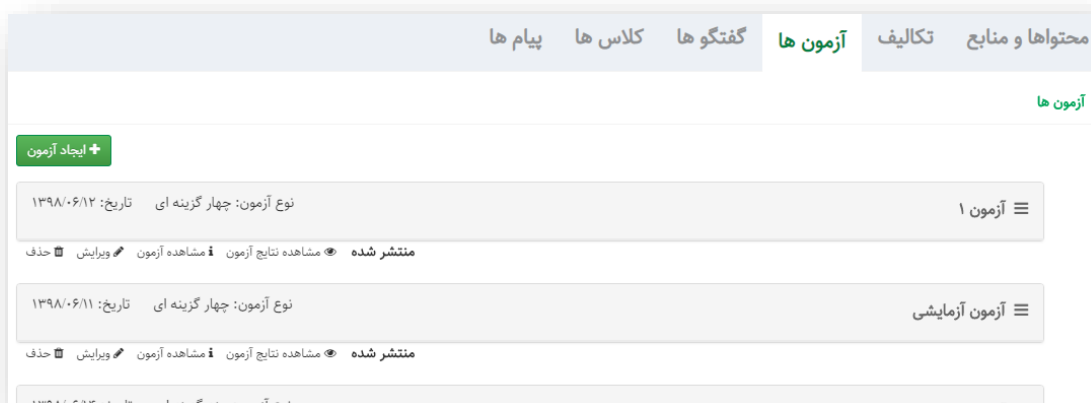 محتواها و منابع تکالیف آزمون ها گفتگو ها کلاس ها پیام ها
آزمون ها
ایجاد آزمون
آزمون ۱ نوع آزمون: چهار گزینه ای تاریخ: ۱۳۹۸/۰۶/۱۲
منتشر شده مشاهده نتایج آزمون مشاهده آزمون ویرایش حذف
آزمون آزمایشی نوع آزمون: چهار گزینه ای تاریخ: ۱۳۹۸/۰۶/۱۱
منتشر شده مشاهده نتایج آزمون مشاهده آزمون ویرایش حذف